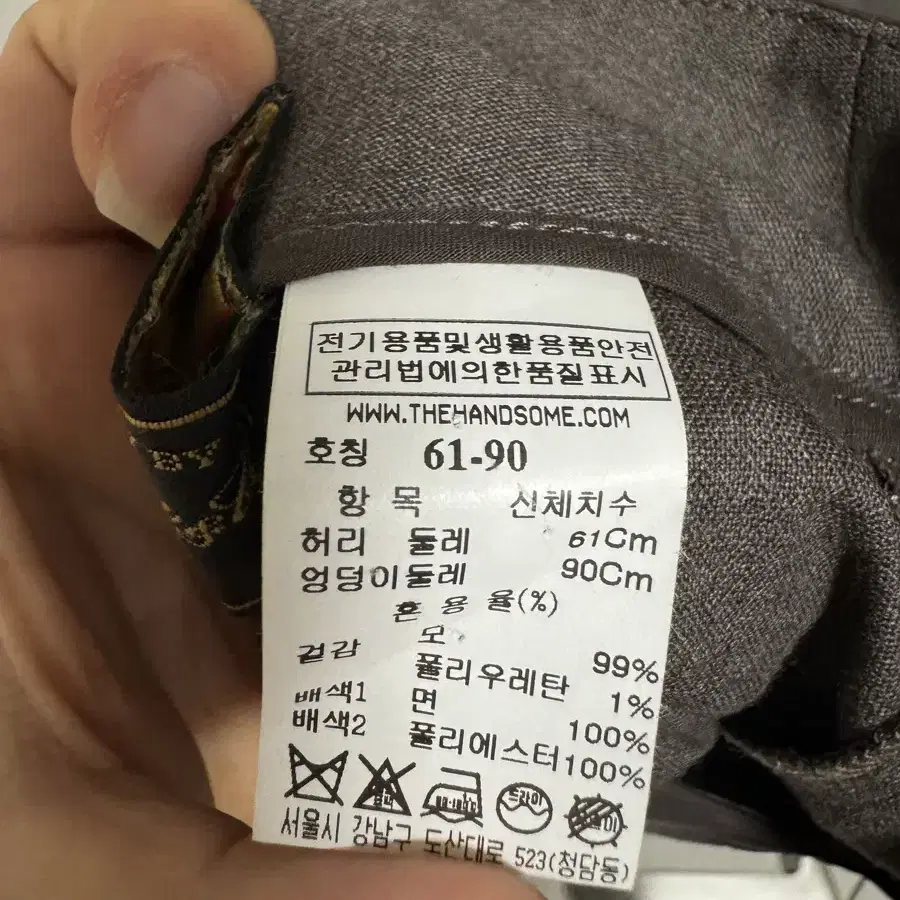 전기용품및생활용품안전
관리법에의한품질표시
WWW.THEHANDSOME.COM
호칭 61-90
항 목 신체치수
허리 둘레 61Cm
엉덩이둘레 90Cm
혼 용 율(%)
겉감 모 99%
폴리우레탄 1%
배색1 면 100%
배색2 폴리에스터 100%
드라이
서울시 강남구 도산대로 523(청담동)